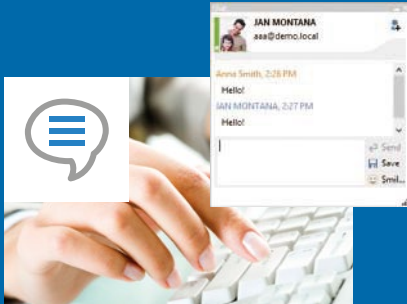 JAN MONTANA
aaa@demo.local
Anna Smith, 2:28 PM
Hello!
JAN MONTANA, 2:27 PM
Hello!
Send
Save
Smil...